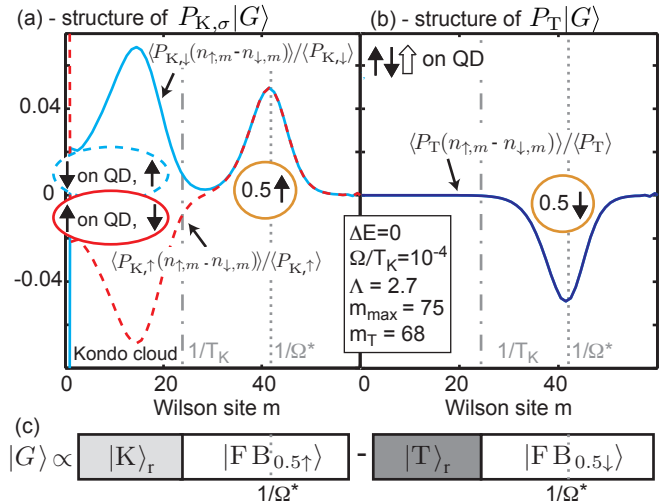 (a) - structure of P_{K,σ}|G⟩
(b) - structure of P_T|G⟩
⟨P_{K,↓}(n_{↑,m}-n_{↓,m})⟩/⟨P_{K,↓}⟩
↑↓⇧ on QD
0.04
⟨P_T(n_{↑,m}-n_{↓,m})⟩/⟨P_T⟩
↓ on QD, ↑
0
0.5 ↑
0.5 ↓
↑ on QD, ↓
⟨P_{K,↑}(n_{↑,m}-n_{↓,m})⟩/⟨P_{K,↑}⟩
ΔE=0
Ω/T_K=10^{-4}
Λ = 2.7
m_{max} = 75
m_T = 68
-0.04
Kondo cloud
1/T_K
1/Ω*
1/T_K
1/Ω*
0 20 40 0 20 40
Wilson site m
Wilson site m
(c)
|G⟩ ∝ |K⟩_r |FB_{0.5↑}⟩ - |T⟩_r |FB_{0.5↓}⟩
1/Ω*
1/Ω*